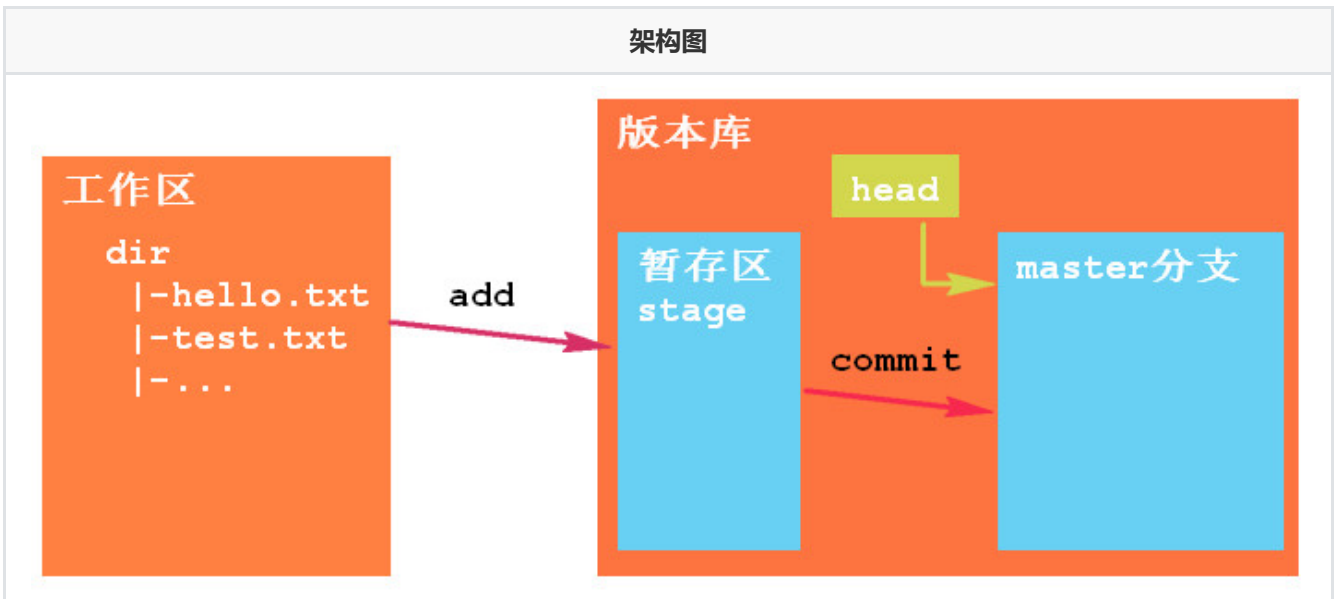 架构图
工作区
dir
|-hello.txt
|-test.txt
|-...
add
版本库
head
暂存区
stage
commit
master分支